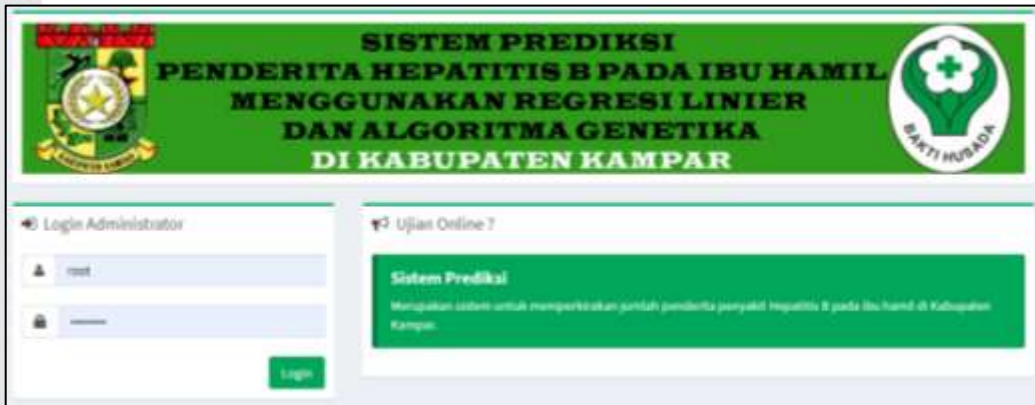 SISTEM PREDIKSI
PENDERITA HEPATITIS B PADA IBU HAMIL
MENGGUNAKAN REGRESI LINIER
DAN ALGORITMA GENETIKA
DI KABUPATEN KAMPAR
KABUPATEN KAMPAR
BAKTI HUSADA
Login Administrator
root
Login
Ujian Online ?
Sistem Prediksi
Merupakan sistem untuk memperkirakan jumlah penderita penyakit Hepatitis B pada ibu hamil di Kabupaten
Kampar.